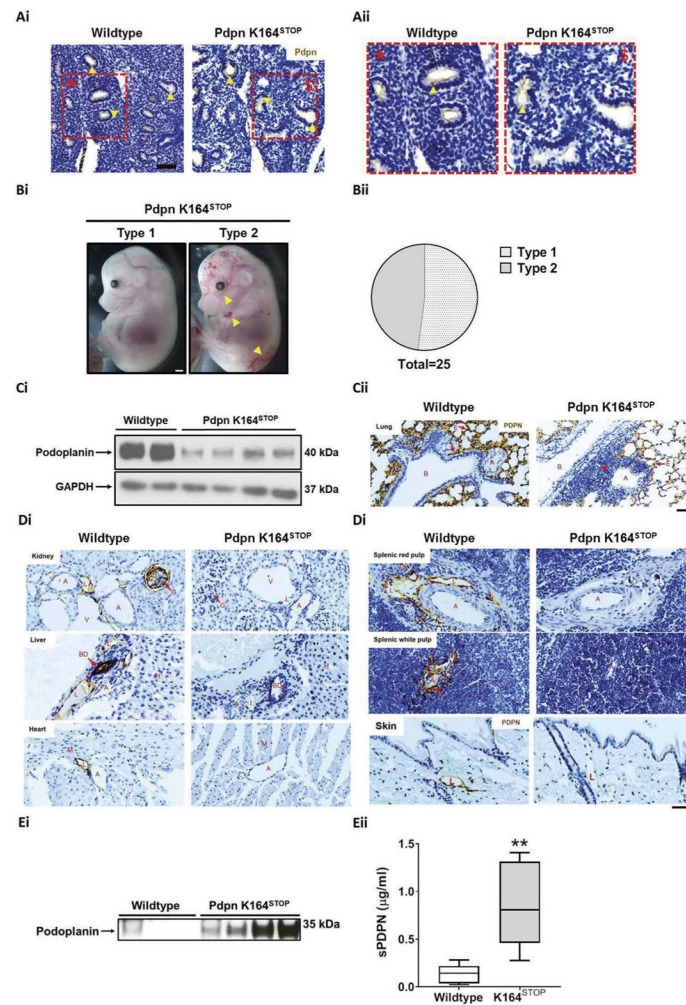 Ai
Wildtype Pdpn K164STOP
Pdpn
*
$
Aii
Wildtype Pdpn K164STOP
*
$
Bi
Pdpn K164STOP
Type 1 Type 2
Bii
Type 1
Type 2
Total=25
Ci
Wildtype Pdpn K164STOP
Podoplanin 40 kDa
GAPDH 37 kDa
Cii
Wildtype Pdpn K164STOP
Lung
PDPN
B
A
B
A
E
Di
Wildtype Pdpn K164STOP
Kidney
A
V
A
G
V
L
A
G
Liver
BD
A
H
BD
H
Heart
M
A
M
A
Di
Wildtype Pdpn K164STOP
Splenic red pulp
A
A
L
Splenic white pulp
Skin
PDPN
L
L
Ei
Wildtype Pdpn K164STOP
Podoplanin 35 kDa
Eii
sPDPN (µg/ml)
1.5
1.0
0.5
0.0
**
Wildtype K164STOP